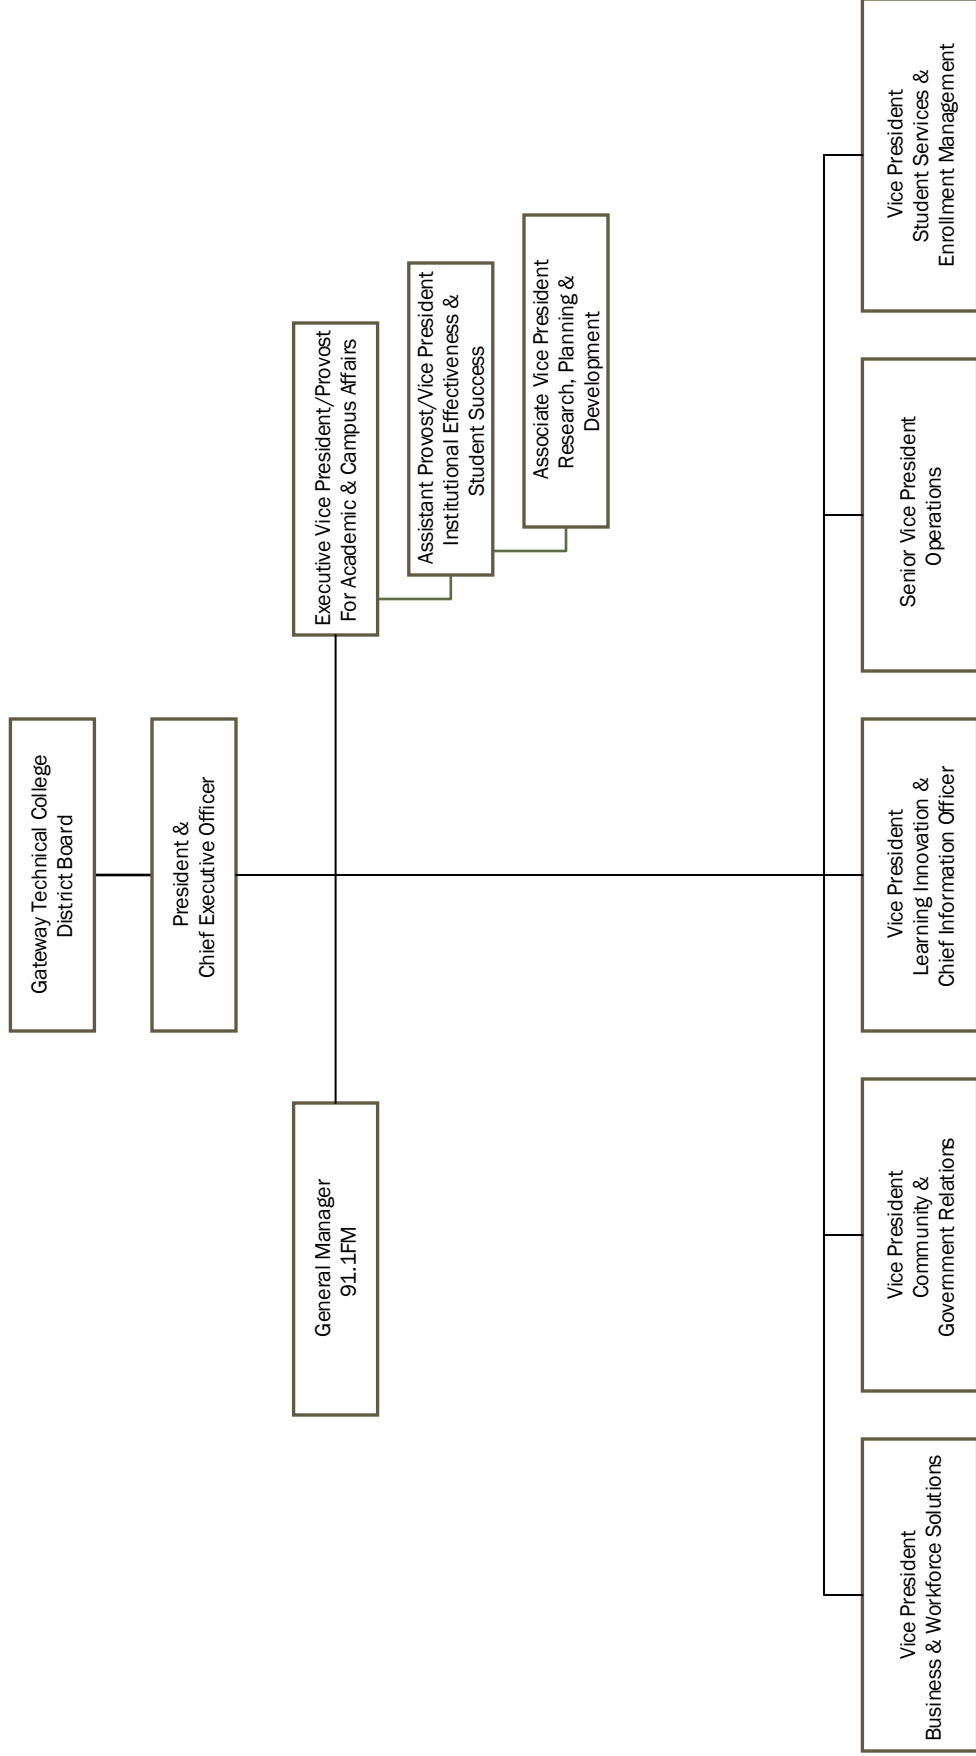 Gateway Technical College
District Board
President &
Chief Executive Officer
General Manager
91.1FM
Executive Vice President/Provost
For Academic & Campus Affairs
Assistant Provost/Vice President
Institutional Effectiveness &
Student Success
Associate Vice President
Research, Planning &
Development
Vice President
Business & Workforce Solutions
Vice President
Community &
Government Relations
Vice President
Learning Innovation &
Chief Information Officer
Senior Vice President
Operations
Vice President
Student Services &
Enrollment Management